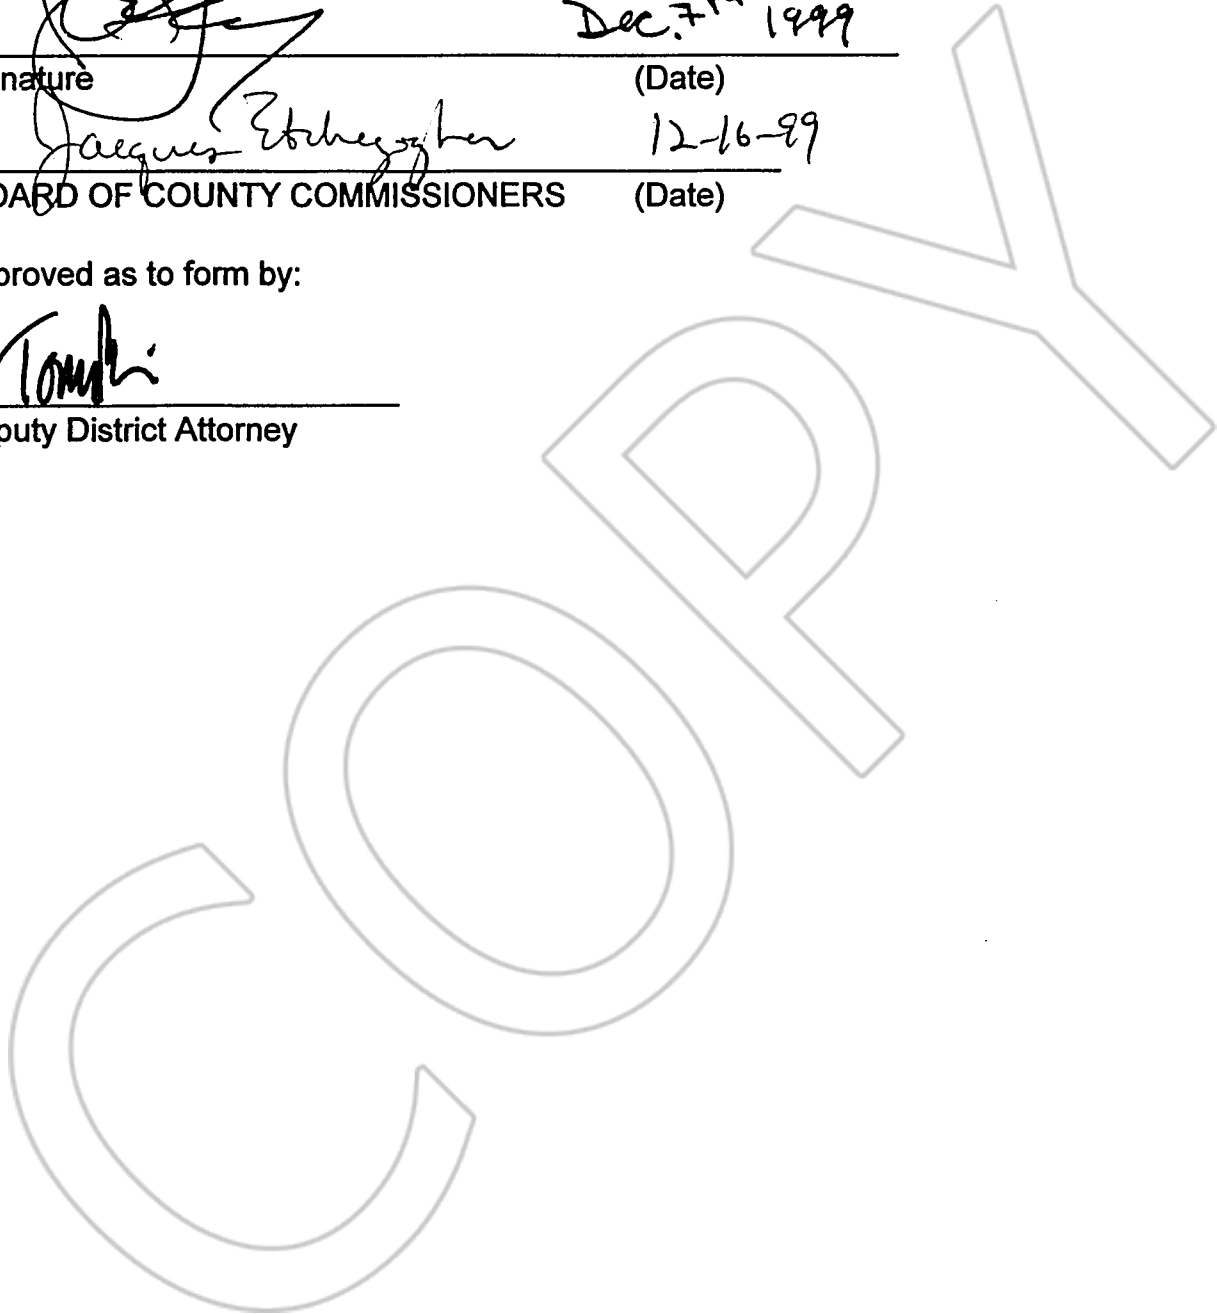 Dec. 7th 1999
nature (Date)
Jacques Etchegoyhen 12-16-99
OARD OF COUNTY COMMISSIONERS (Date)
proved as to form by:
puty District Attorney
COPY